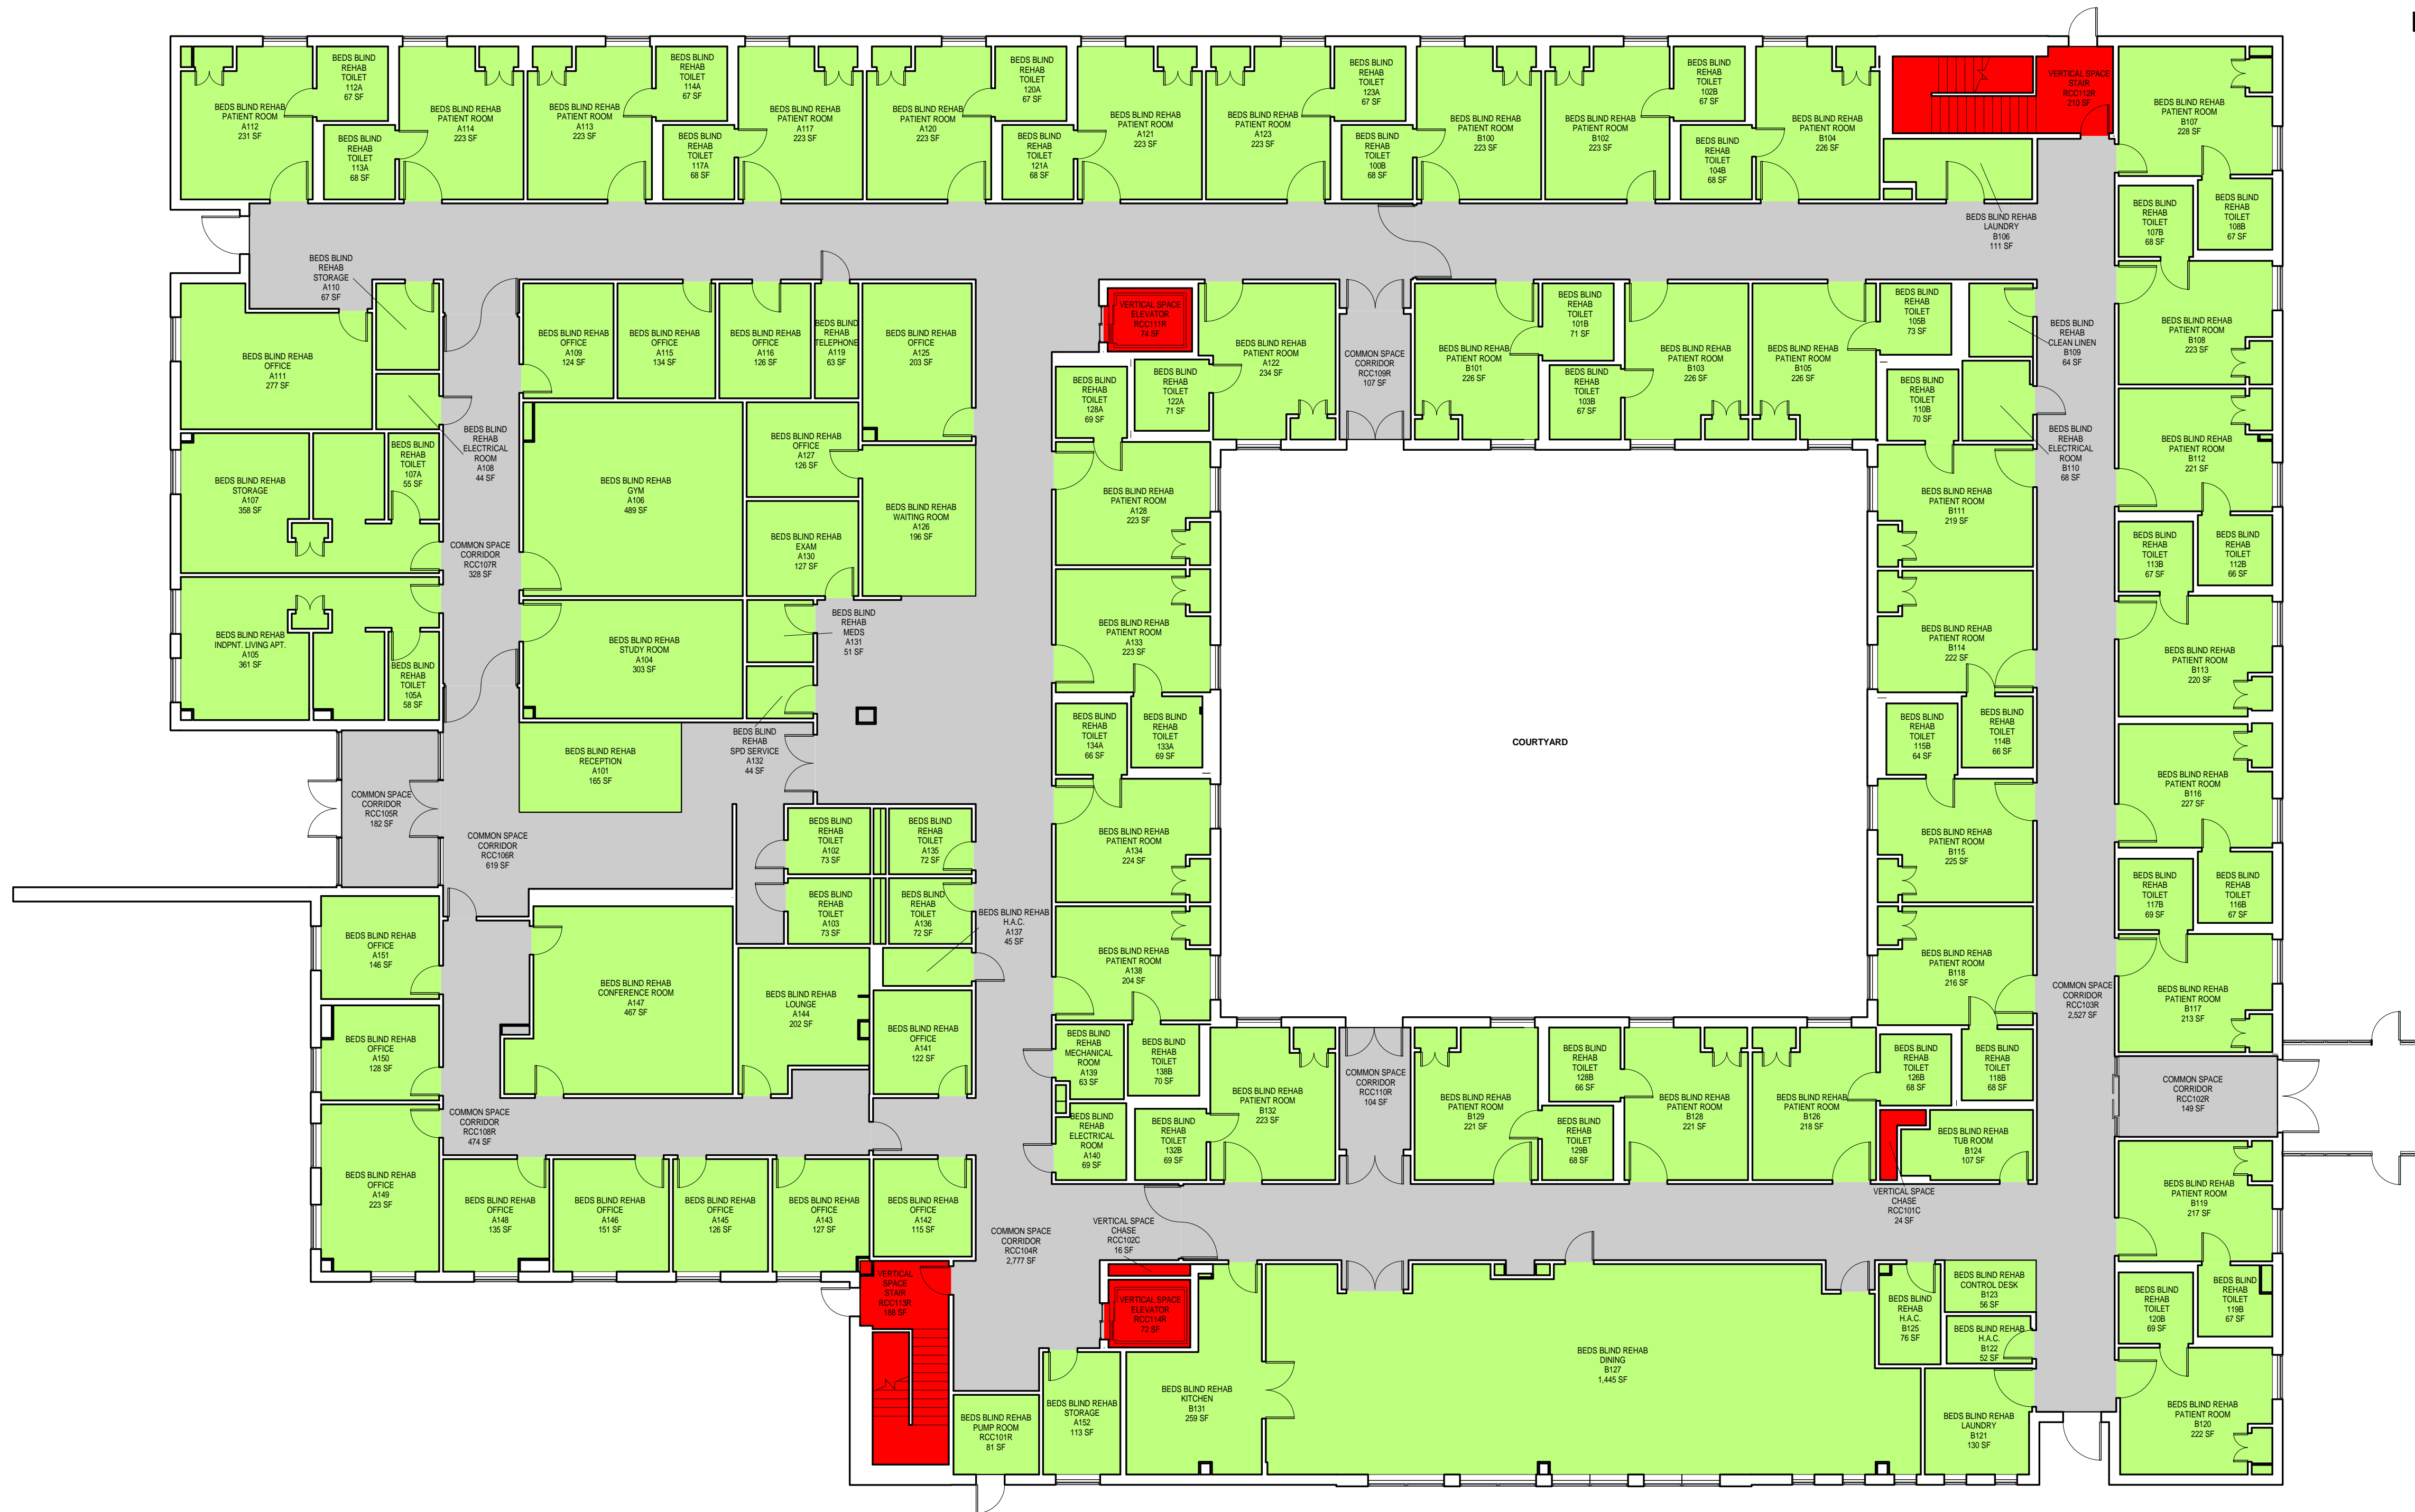 BEDS BLIND REHAB
PATIENT ROOM
A112
231 SF
BEDS BLIND
REHAB
TOILET
112A
67 SF
BEDS BLIND
REHAB
TOILET
113A
68 SF
BEDS BLIND REHAB
PATIENT ROOM
A114
223 SF
BEDS BLIND REHAB
PATIENT ROOM
A113
223 SF
BEDS BLIND
REHAB
TOILET
114A
67 SF
BEDS BLIND
REHAB
TOILET
117A
68 SF
BEDS BLIND REHAB
PATIENT ROOM
A117
223 SF
BEDS BLIND REHAB
PATIENT ROOM
A120
223 SF
BEDS BLIND
REHAB
TOILET
120A
67 SF
BEDS BLIND
REHAB
TOILET
121A
68 SF
BEDS BLIND REHAB
PATIENT ROOM
A121
223 SF
BEDS BLIND REHAB
PATIENT ROOM
A123
223 SF
BEDS BLIND
REHAB
TOILET
123A
67 SF
BEDS BLIND
REHAB
TOILET
100B
68 SF
BEDS BLIND REHAB
PATIENT ROOM
B100
223 SF
BEDS BLIND REHAB
PATIENT ROOM
B102
223 SF
BEDS BLIND
REHAB
TOILET
102B
67 SF
BEDS BLIND
REHAB
TOILET
104B
68 SF
BEDS BLIND REHAB
PATIENT ROOM
B104
226 SF
VERTICAL SPACE
STAIR
RCC112R
210 SF
BEDS BLIND REHAB
PATIENT ROOM
B107
228 SF
BEDS BLIND REHAB
LAUNDRY
B106
111 SF
BEDS BLIND
REHAB
TOILET
107B
68 SF
BEDS BLIND
REHAB
TOILET
108B
67 SF
BEDS BLIND
REHAB
STORAGE
A110
67 SF
BEDS BLIND REHAB
OFFICE
A111
277 SF
BEDS BLIND REHAB
OFFICE
A109
124 SF
BEDS BLIND REHAB
OFFICE
A115
134 SF
BEDS BLIND REHAB
OFFICE
A116
126 SF
BEDS BLIND
REHAB
TELEPHONE
A119
63 SF
BEDS BLIND REHAB
OFFICE
A125
203 SF
VERTICAL SPACE
ELEVATOR
RCC111R
74 SF
BEDS BLIND REHAB
PATIENT ROOM
A122
234 SF
COMMON SPACE
CORRIDOR
RCC109R
107 SF
BEDS BLIND REHAB
PATIENT ROOM
B101
226 SF
BEDS BLIND
REHAB
TOILET
101B
71 SF
BEDS BLIND
REHAB
TOILET
103B
67 SF
BEDS BLIND REHAB
PATIENT ROOM
B103
226 SF
BEDS BLIND REHAB
PATIENT ROOM
B105
226 SF
BEDS BLIND
REHAB
TOILET
105B
73 SF
BEDS BLIND
REHAB
CLEAN LINEN
B109
64 SF
BEDS BLIND REHAB
PATIENT ROOM
B108
223 SF
BEDS BLIND
REHAB
TOILET
128A
69 SF
BEDS BLIND
REHAB
TOILET
122A
71 SF
BEDS BLIND
REHAB
TOILET
110B
70 SF
BEDS BLIND
REHAB
ELECTRICAL
ROOM
B110
68 SF
BEDS BLIND REHAB
PATIENT ROOM
B112
221 SF
BEDS BLIND REHAB
STORAGE
A107
358 SF
BEDS BLIND
REHAB
TOILET
107A
55 SF
BEDS BLIND
REHAB
ELECTRICAL
ROOM
A108
44 SF
BEDS BLIND REHAB
GYM
A106
489 SF
BEDS BLIND REHAB
OFFICE
A127
126 SF
BEDS BLIND REHAB
WAITING ROOM
A126
196 SF
BEDS BLIND REHAB
EXAM
A130
127 SF
BEDS BLIND REHAB
PATIENT ROOM
A128
223 SF
BEDS BLIND REHAB
PATIENT ROOM
B111
219 SF
BEDS BLIND
REHAB
TOILET
113B
67 SF
BEDS BLIND
REHAB
TOILET
112B
66 SF
COMMON SPACE
CORRIDOR
RCC107R
328 SF
BEDS BLIND REHAB
INDPNT. LIVING APT.
A105
361 SF
BEDS BLIND
REHAB
TOILET
105A
58 SF
BEDS BLIND REHAB
STUDY ROOM
A104
303 SF
BEDS BLIND
REHAB
MEDS
A131
51 SF
BEDS BLIND REHAB
PATIENT ROOM
A133
223 SF
BEDS BLIND REHAB
PATIENT ROOM
B114
222 SF
BEDS BLIND REHAB
PATIENT ROOM
B113
220 SF
BEDS BLIND
REHAB
TOILET
134A
66 SF
BEDS BLIND
REHAB
TOILET
133A
69 SF
COURTYARD
BEDS BLIND
REHAB
TOILET
115B
64 SF
BEDS BLIND
REHAB
TOILET
114B
66 SF
BEDS BLIND REHAB
RECEPTION
A101
165 SF
BEDS BLIND
REHAB
SPD SERVICE
A132
44 SF
COMMON SPACE
CORRIDOR
RCC105R
182 SF
COMMON SPACE
CORRIDOR
RCC106R
619 SF
BEDS BLIND
REHAB
TOILET
A102
73 SF
BEDS BLIND
REHAB
TOILET
A135
72 SF
BEDS BLIND REHAB
PATIENT ROOM
A134
224 SF
BEDS BLIND REHAB
PATIENT ROOM
B115
225 SF
BEDS BLIND REHAB
PATIENT ROOM
B116
227 SF
BEDS BLIND
REHAB
TOILET
A103
73 SF
BEDS BLIND
REHAB
TOILET
A136
72 SF
BEDS BLIND REHAB
H.A.C.
A137
45 SF
BEDS BLIND
REHAB
TOILET
117B
69 SF
BEDS BLIND
REHAB
TOILET
116B
67 SF
BEDS BLIND REHAB
OFFICE
A151
146 SF
BEDS BLIND REHAB
CONFERENCE ROOM
A147
467 SF
BEDS BLIND REHAB
LOUNGE
A144
202 SF
BEDS BLIND REHAB
PATIENT ROOM
A138
204 SF
BEDS BLIND REHAB
PATIENT ROOM
B118
216 SF
COMMON SPACE
CORRIDOR
RCC103R
2,527 SF
BEDS BLIND REHAB
PATIENT ROOM
B117
213 SF
BEDS BLIND REHAB
OFFICE
A150
128 SF
BEDS BLIND REHAB
OFFICE
A141
122 SF
BEDS BLIND
REHAB
MECHANICAL
ROOM
A139
63 SF
BEDS BLIND
REHAB
TOILET
138B
70 SF
BEDS BLIND REHAB
PATIENT ROOM
B132
223 SF
COMMON SPACE
CORRIDOR
RCC110R
104 SF
BEDS BLIND REHAB
PATIENT ROOM
B129
221 SF
BEDS BLIND
REHAB
TOILET
128B
66 SF
BEDS BLIND REHAB
PATIENT ROOM
B128
221 SF
BEDS BLIND REHAB
PATIENT ROOM
B126
218 SF
BEDS BLIND
REHAB
TOILET
126B
68 SF
BEDS BLIND
REHAB
TOILET
118B
68 SF
COMMON SPACE
CORRIDOR
RCC102R
149 SF
COMMON SPACE
CORRIDOR
RCC108R
474 SF
BEDS BLIND
REHAB
ELECTRICAL
ROOM
A140
69 SF
BEDS BLIND
REHAB
TOILET
132B
69 SF
BEDS BLIND
REHAB
TOILET
129B
68 SF
BEDS BLIND REHAB
TUB ROOM
B124
107 SF
BEDS BLIND REHAB
OFFICE
A149
223 SF
BEDS BLIND REHAB
OFFICE
A148
135 SF
BEDS BLIND REHAB
OFFICE
A146
151 SF
BEDS BLIND REHAB
OFFICE
A145
126 SF
BEDS BLIND REHAB
OFFICE
A143
127 SF
BEDS BLIND REHAB
OFFICE
A142
115 SF
COMMON SPACE
CORRIDOR
RCC104R
2,777 SF
VERTICAL SPACE
CHASE
RCC102C
16 SF
VERTICAL SPACE
CHASE
RCC101C
24 SF
BEDS BLIND REHAB
PATIENT ROOM
B119
217 SF
VERTICAL
SPACE
STAIR
RCC113R
188 SF
VERTICAL SPACE
ELEVATOR
RCC114R
72 SF
BEDS BLIND REHAB
DINING
B127
1,445 SF
BEDS BLIND
REHAB
H.A.C.
B125
76 SF
BEDS BLIND REHAB
CONTROL DESK
B123
56 SF
BEDS BLIND REHAB
H.A.C.
B122
52 SF
BEDS BLIND
REHAB
TOILET
120B
69 SF
BEDS BLIND
REHAB
TOILET
119B
67 SF
BEDS BLIND REHAB
PUMP ROOM
RCC101R
81 SF
BEDS BLIND REHAB
STORAGE
A152
113 SF
BEDS BLIND REHAB
KITCHEN
B131
259 SF
BEDS BLIND REHAB
LAUNDRY
B121
130 SF
BEDS BLIND REHAB
PATIENT ROOM
B120
222 SF